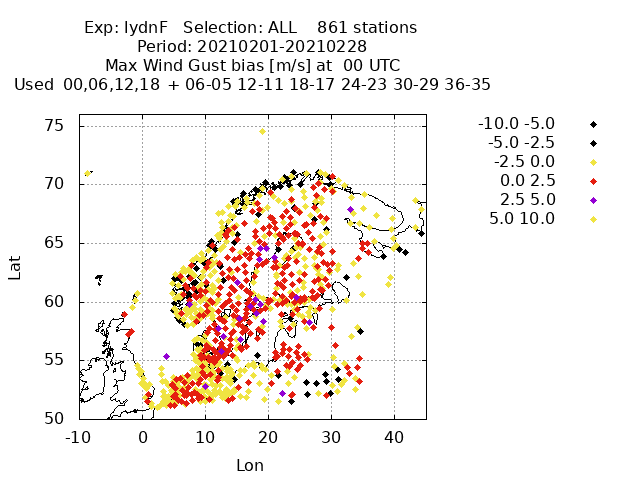 Exp: lydnF   Selection: ALL    861 stations
Period: 20210201-20210228
Max Wind Gust bias [m/s] at  00 UTC
Used  00,06,12,18  + 06-05 12-11 18-17 24-23 30-29 36-35
-10.0 -5.0
-5.0 -2.5
-2.5 0.0
0.0 2.5
2.5 5.0
5.0 10.0
75
70
65
60
55
50
Lat
-10 0 10 20 30 40
Lon